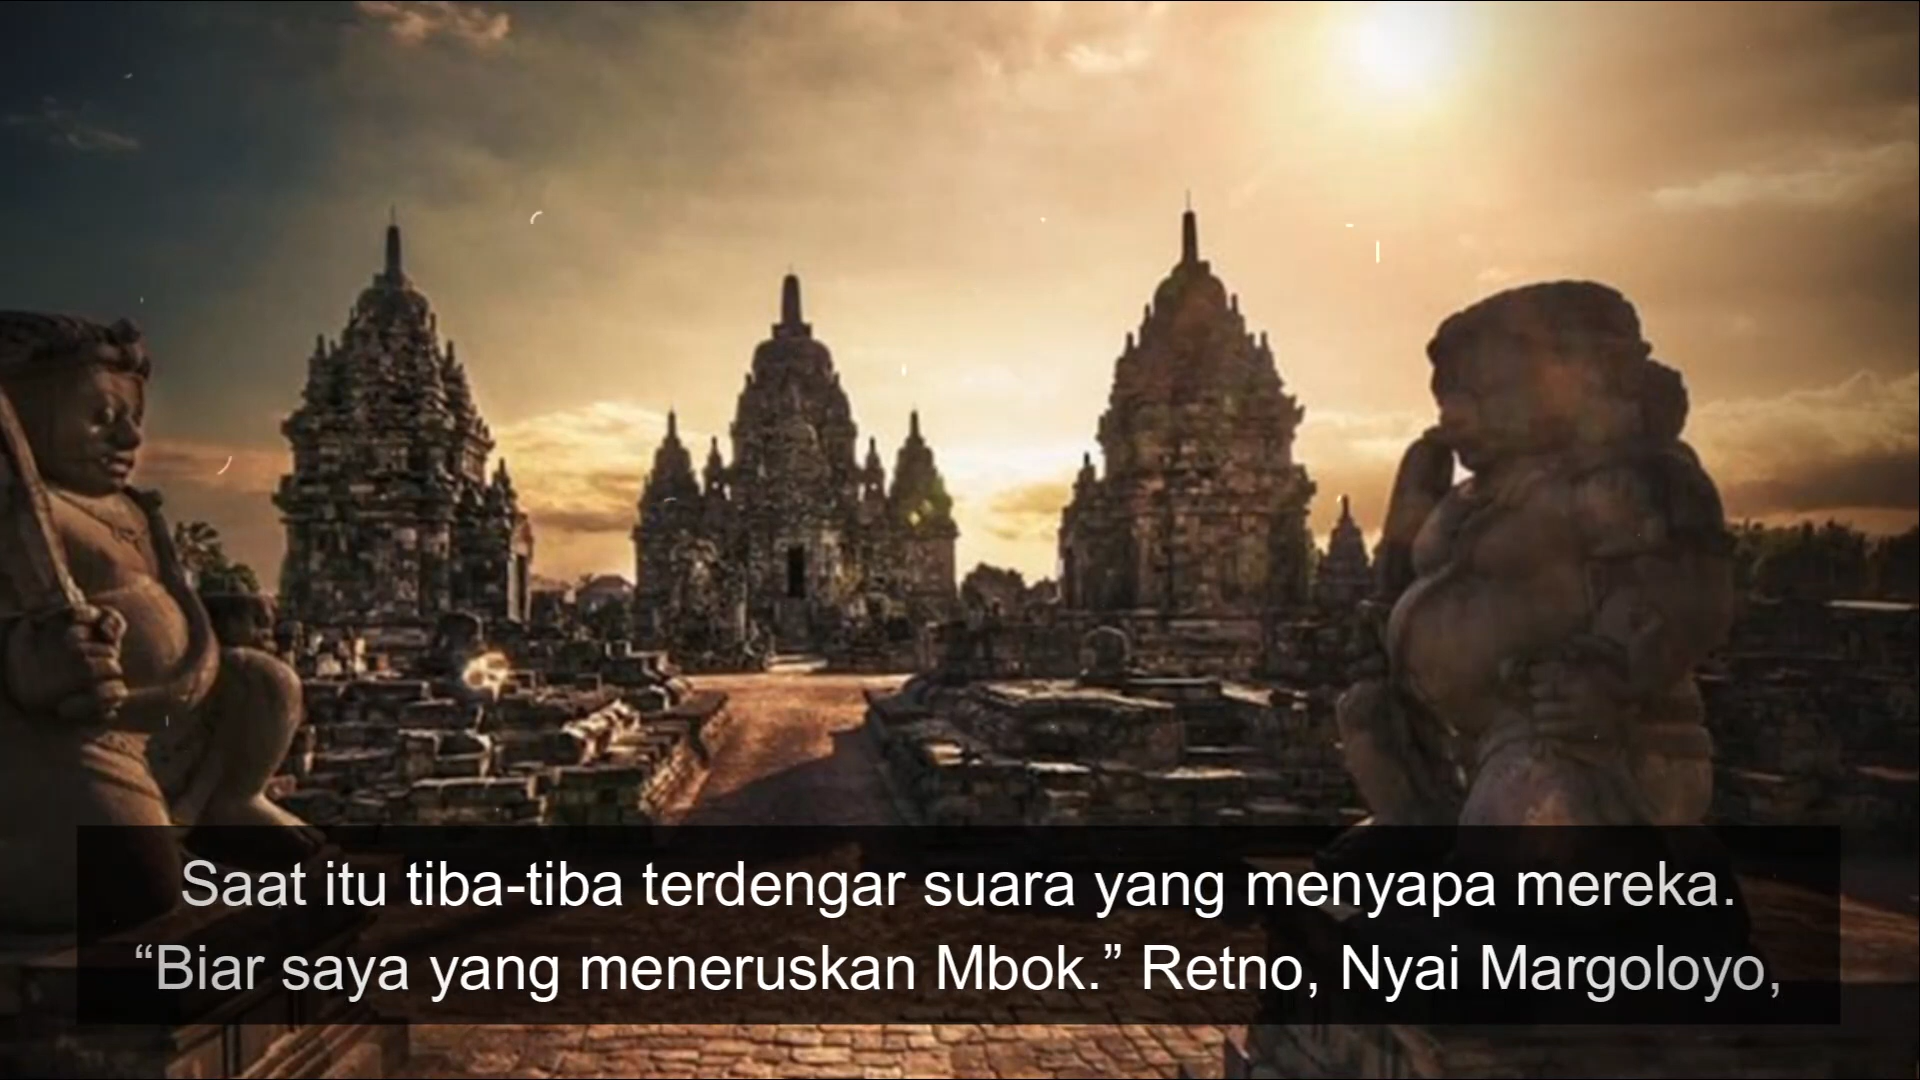 Saat itu tiba-tiba terdengar suara yang menyapa mereka.
“Biar saya yang meneruskan Mbok.” Retno, Nyai Margoloyo,